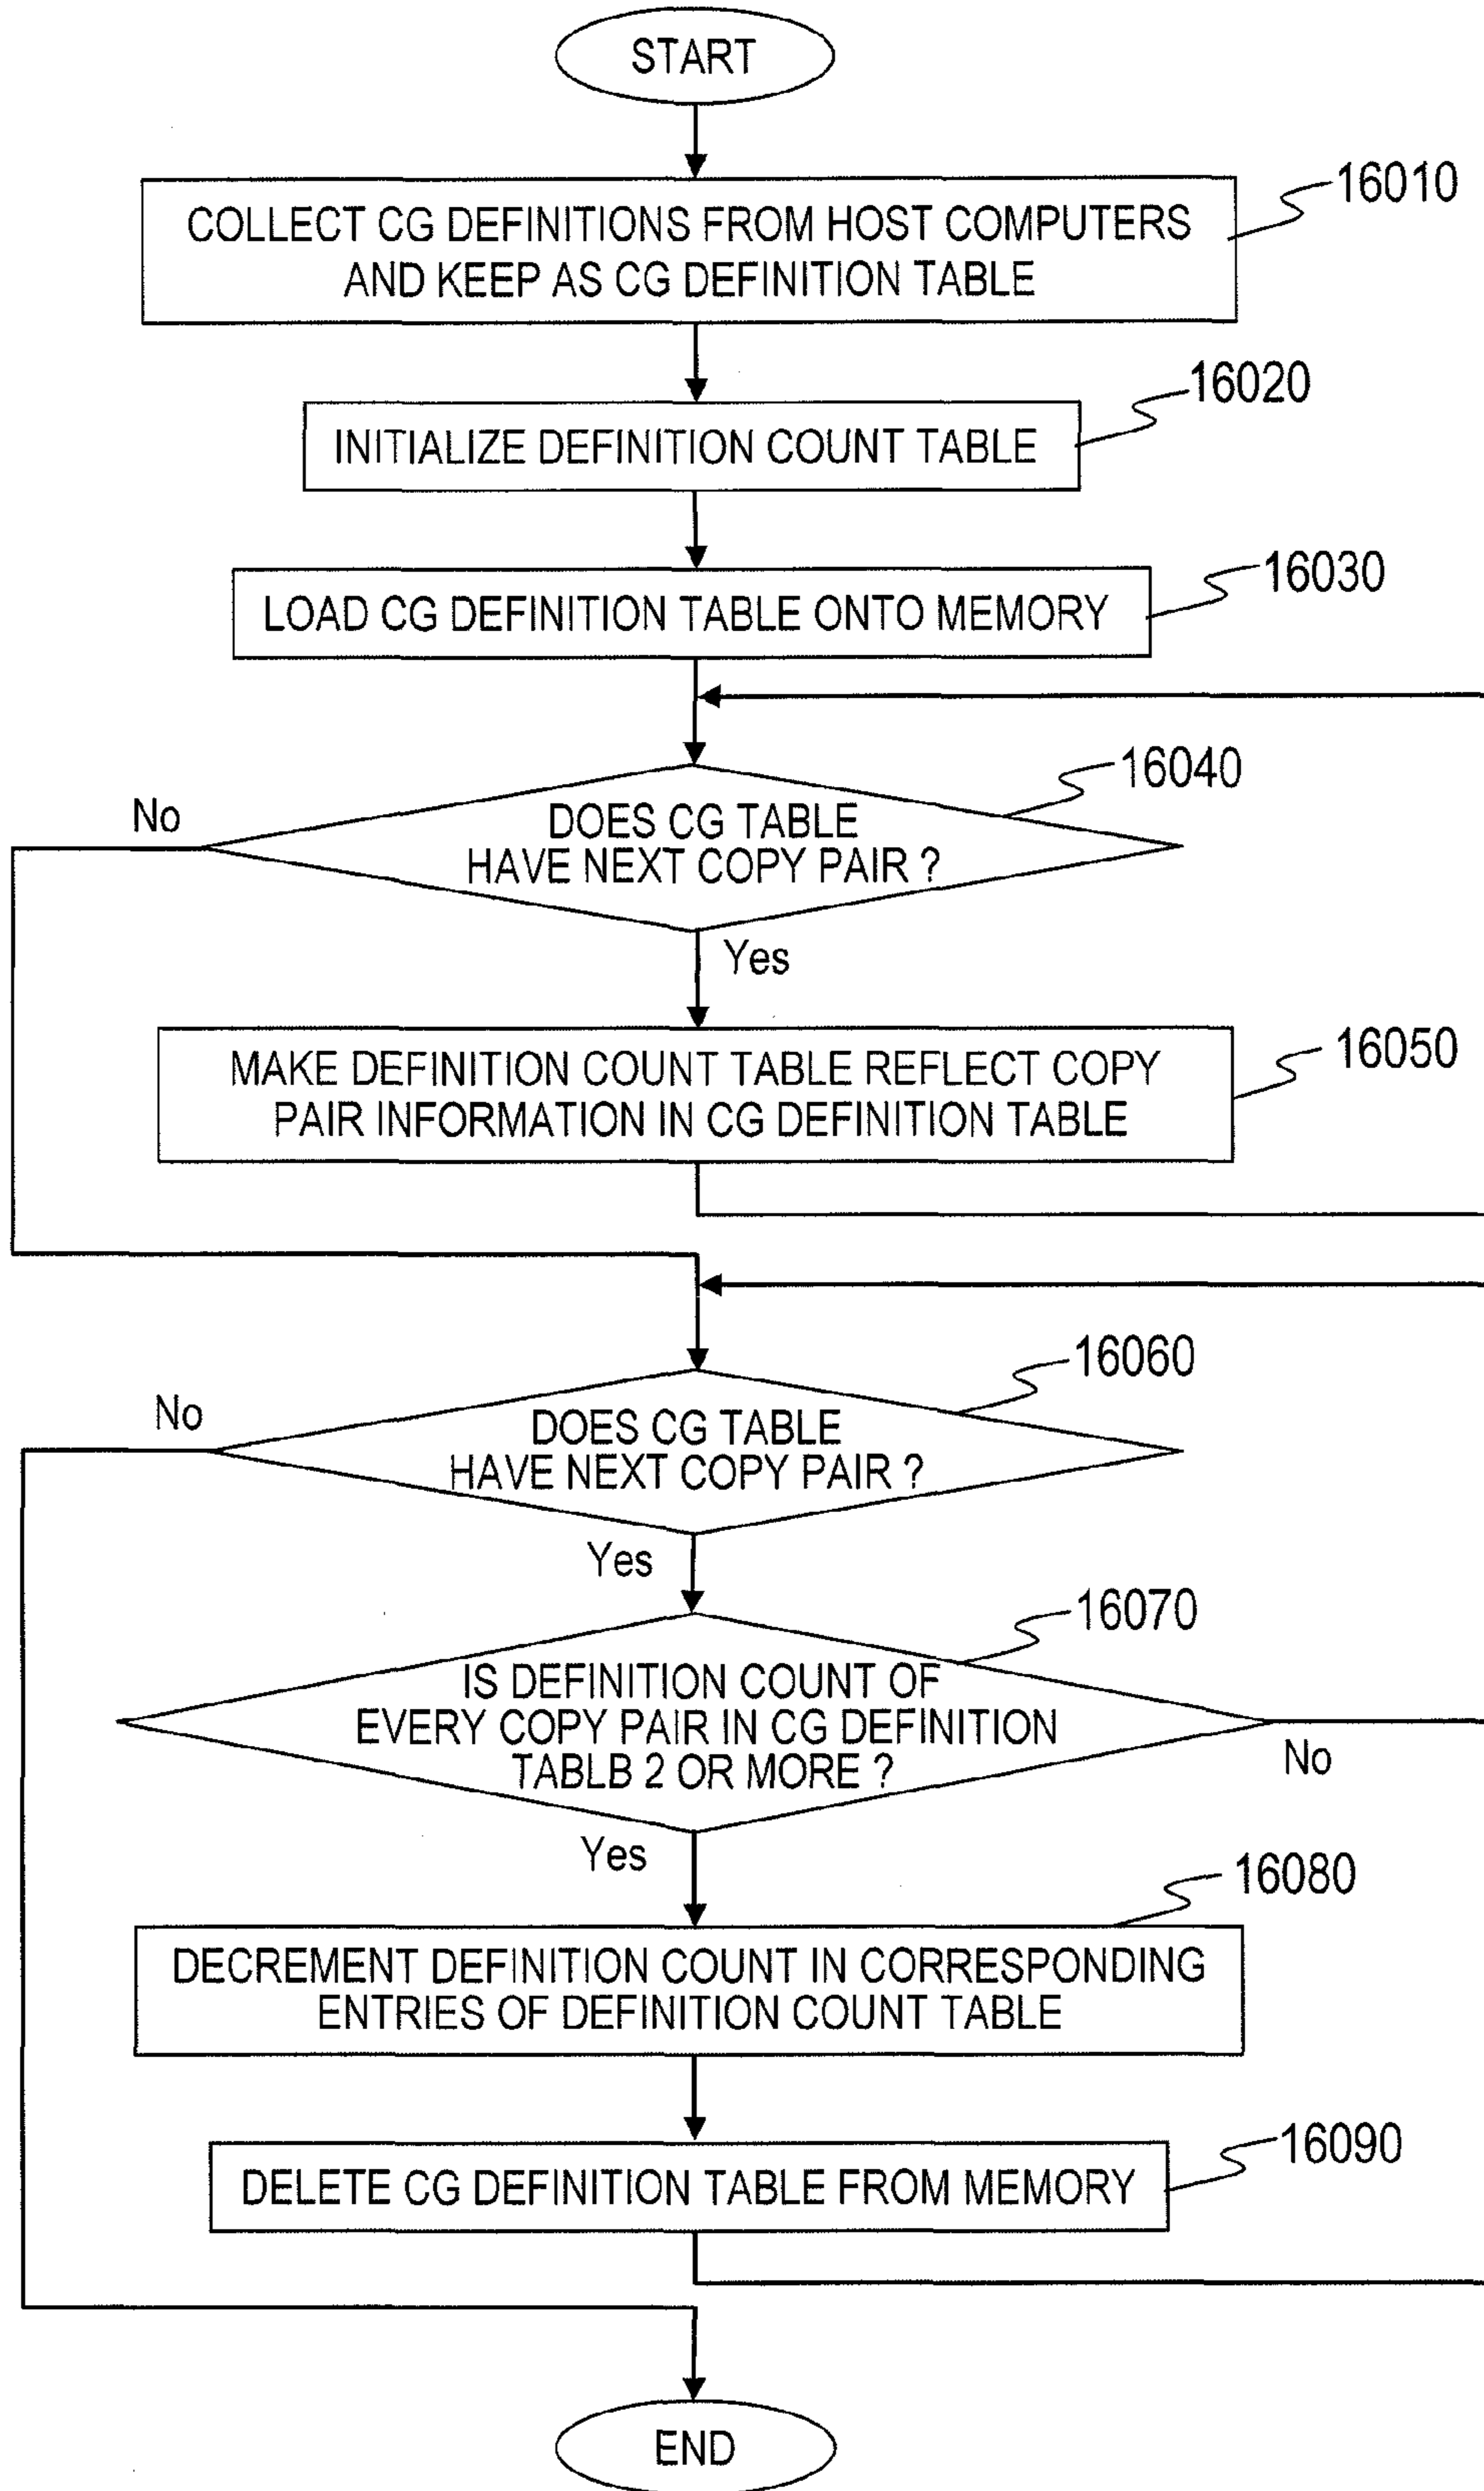 START
16010
COLLECT CG DEFINITIONS FROM HOST COMPUTERS
AND KEEP AS CG DEFINITION TABLE
16020
INITIALIZE DEFINITION COUNT TABLE
16030
LOAD CG DEFINITION TABLE ONTO MEMORY
16040
No
DOES CG TABLE
HAVE NEXT COPY PAIR ?
Yes
16050
MAKE DEFINITION COUNT TABLE REFLECT COPY
PAIR INFORMATION IN CG DEFINITION TABLE
16060
No
DOES CG TABLE
HAVE NEXT COPY PAIR ?
Yes
16070
IS DEFINITION COUNT OF
EVERY COPY PAIR IN CG DEFINITION
TABLB 2 OR MORE ?
No
Yes
16080
DECREMENT DEFINITION COUNT IN CORRESPONDING
ENTRIES OF DEFINITION COUNT TABLE
16090
DELETE CG DEFINITION TABLE FROM MEMORY
END